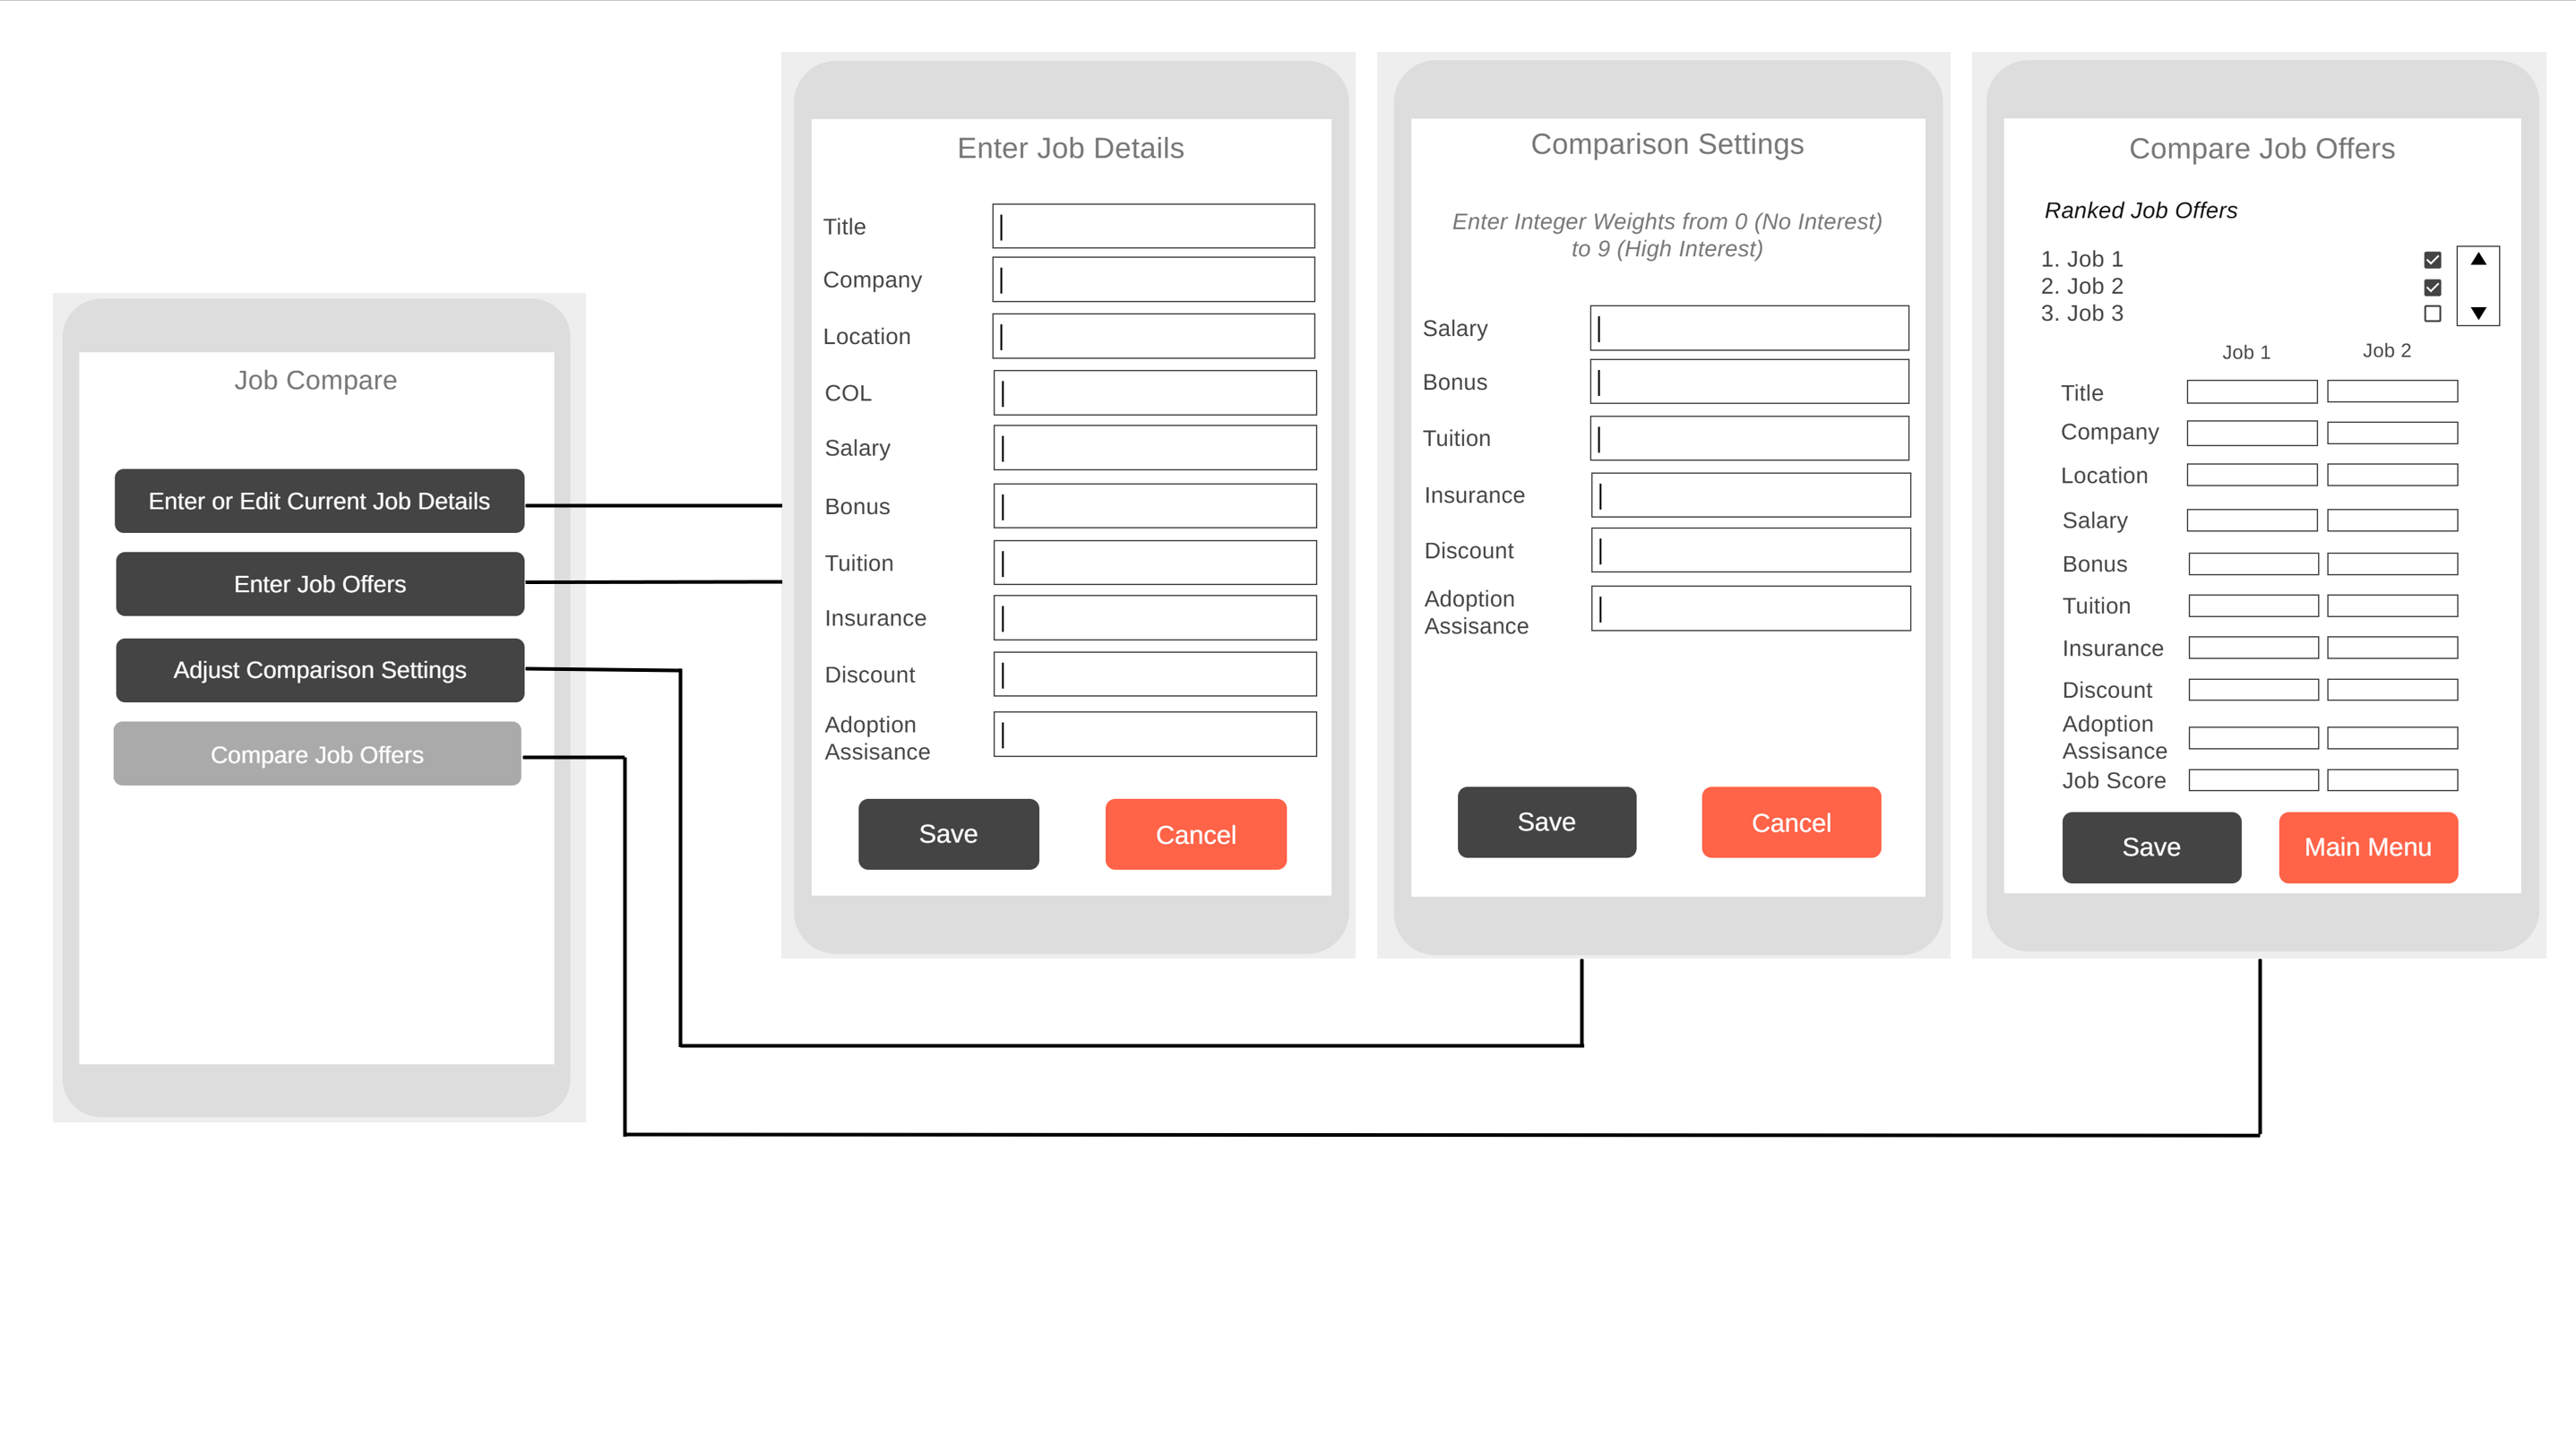 Job Compare
Enter or Edit Current Job Details
Enter Job Offers
Adjust Comparison Settings
Compare Job Offers
Enter Job Details
Title
Company
Location
COL
Salary
Bonus
Tuition
Insurance
Discount
Adoption
Assisance
Save
Cancel
Comparison Settings
Enter Integer Weights from 0 (No Interest)
to 9 (High Interest)
Salary
Bonus
Tuition
Insurance
Discount
Adoption
Assisance
Save
Cancel
Compare Job Offers
Ranked Job Offers
1. Job 1
2. Job 2
3. Job 3
Job 1 Job 2
Title
Company
Location
Salary
Bonus
Tuition
Insurance
Discount
Adoption
Assisance
Job Score
Save
Main Menu